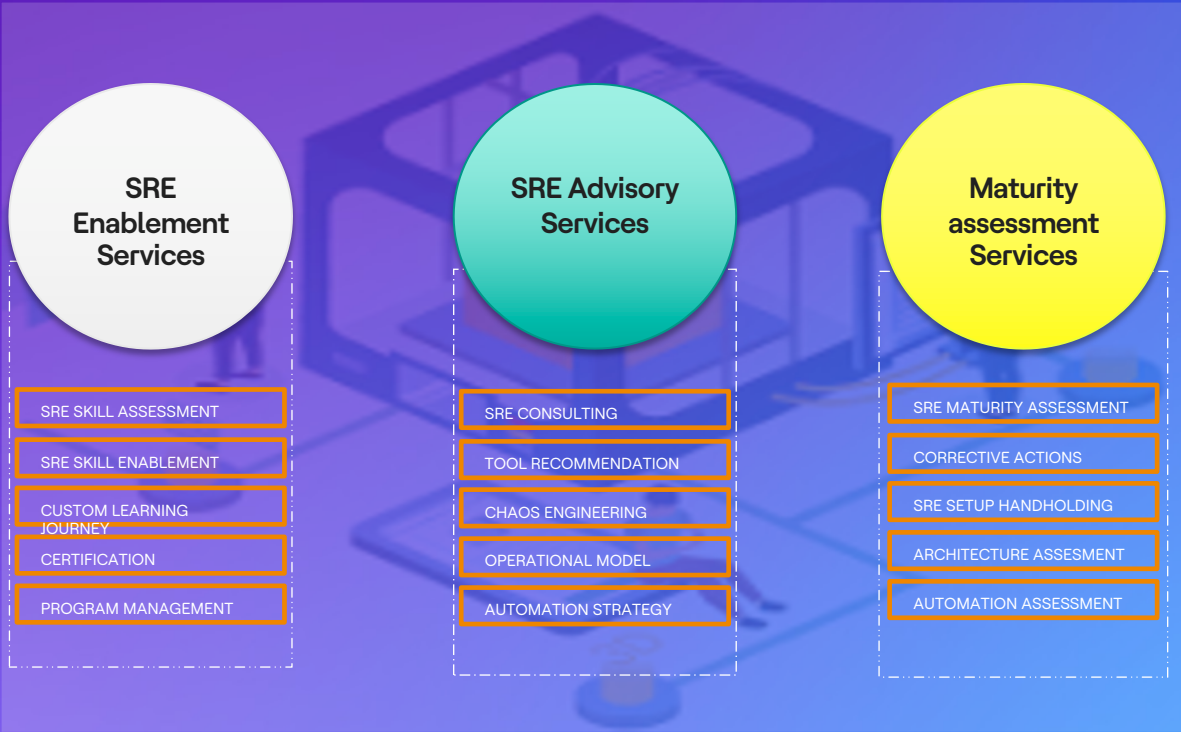 SRE
Enablement
Services
SRE SKILL ASSESSMENT
SRE SKILL ENABLEMENT
CUSTOM LEARNING
JOURNEY
CERTIFICATION
PROGRAM MANAGEMENT
SRE Advisory
Services
SRE CONSULTING
TOOL RECOMMENDATION
CHAOS ENGINEERING
OPERATIONAL MODEL
AUTOMATION STRATEGY
Maturity
assessment
Services
SRE MATURITY ASSESSMENT
CORRECTIVE ACTIONS
SRE SETUP HANDHOLDING
ARCHITECTURE ASSESMENT
AUTOMATION ASSESSMENT